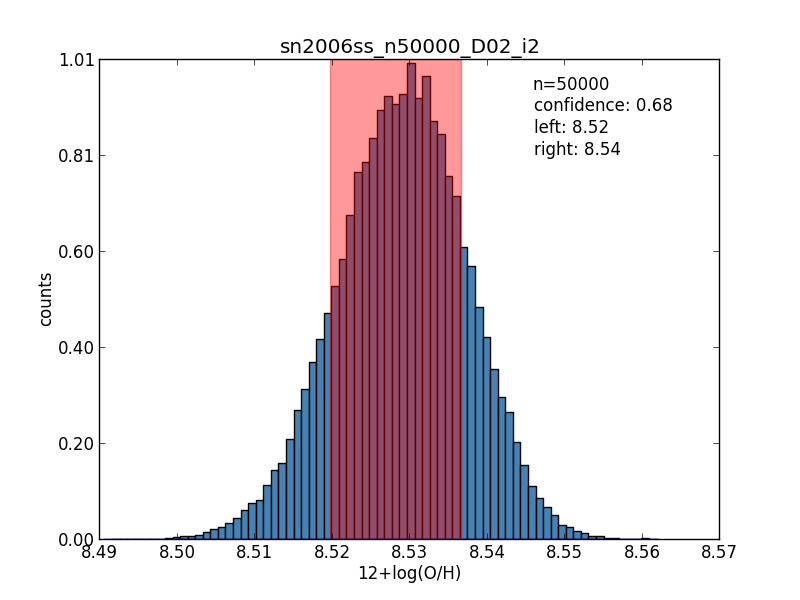 sn2006ss_n50000_D02_i2
n=50000
confidence: 0.68
left: 8.52
right: 8.54
1.01
0.81
0.60
0.40
0.20
0.00
counts
8.49 8.50 8.51 8.52 8.53 8.54 8.55 8.56 8.57
12+log(O/H)